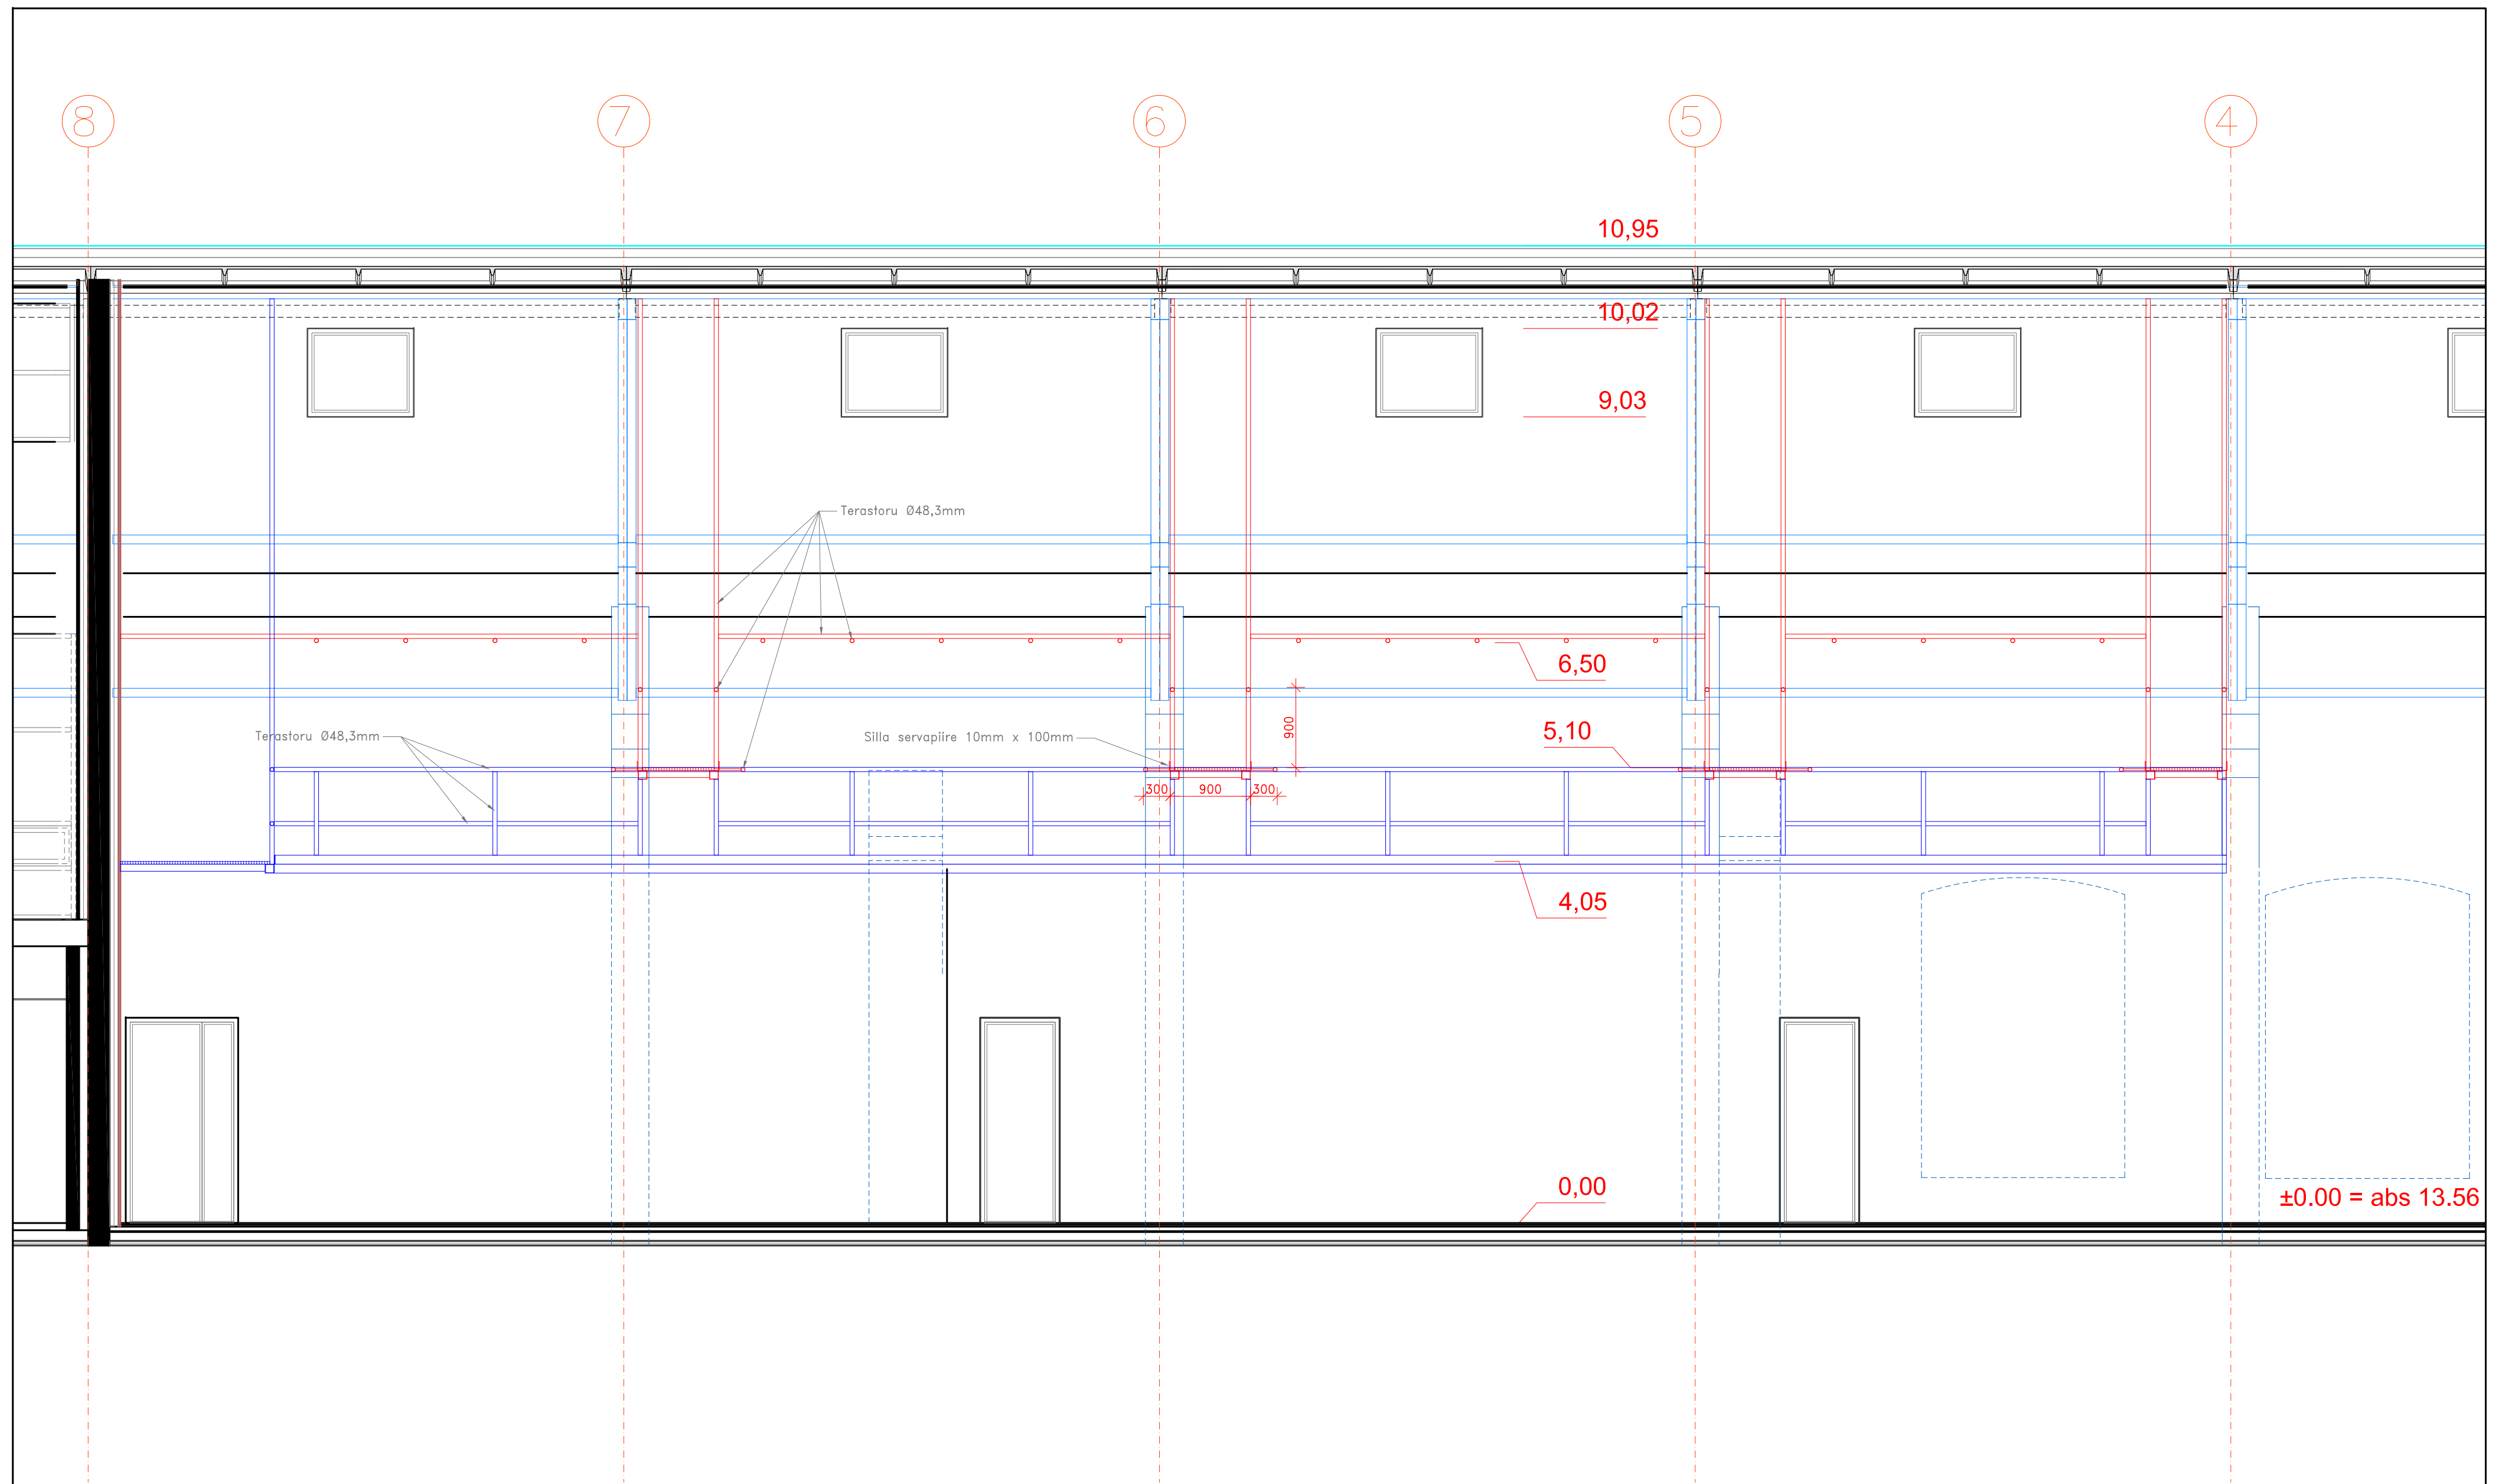 8 7 6 5 4
10,95
10,02
9,03
Terastoru Ø48,3mm
6,50
900
5,10
Terastoru Ø48,3mm
Silla servapiire 10mm x 100mm
300 900 300
4,05
0,00
±0.00 = abs 13.56